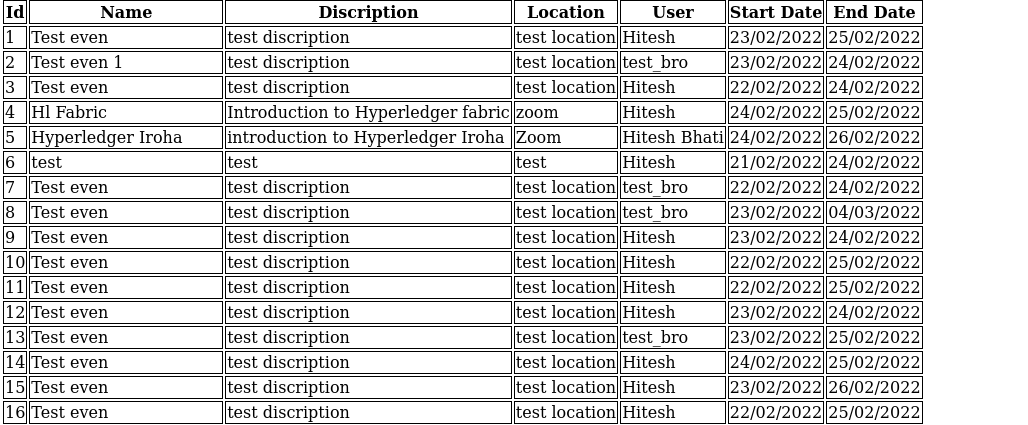 Id Name Discription Location User Start Date End Date
1 Test even test discription test location Hitesh 23/02/2022 25/02/2022
2 Test even 1 test discription test location test_bro 23/02/2022 24/02/2022
3 Test even test discription test location Hitesh 22/02/2022 24/02/2022
4 Hl Fabric Introduction to Hyperledger fabric zoom Hitesh 24/02/2022 25/02/2022
5 Hyperledger Iroha introduction to Hyperledger Iroha Zoom Hitesh Bhati 24/02/2022 26/02/2022
6 test test test Hitesh 21/02/2022 24/02/2022
7 Test even test discription test location test_bro 22/02/2022 24/02/2022
8 Test even test discription test location test_bro 23/02/2022 04/03/2022
9 Test even test discription test location Hitesh 23/02/2022 24/02/2022
10 Test even test discription test location Hitesh 22/02/2022 25/02/2022
11 Test even test discription test location Hitesh 22/02/2022 25/02/2022
12 Test even test discription test location Hitesh 23/02/2022 24/02/2022
13 Test even test discription test location test_bro 23/02/2022 25/02/2022
14 Test even test discription test location Hitesh 24/02/2022 25/02/2022
15 Test even test discription test location Hitesh 23/02/2022 26/02/2022
16 Test even test discription test location Hitesh 22/02/2022 25/02/2022